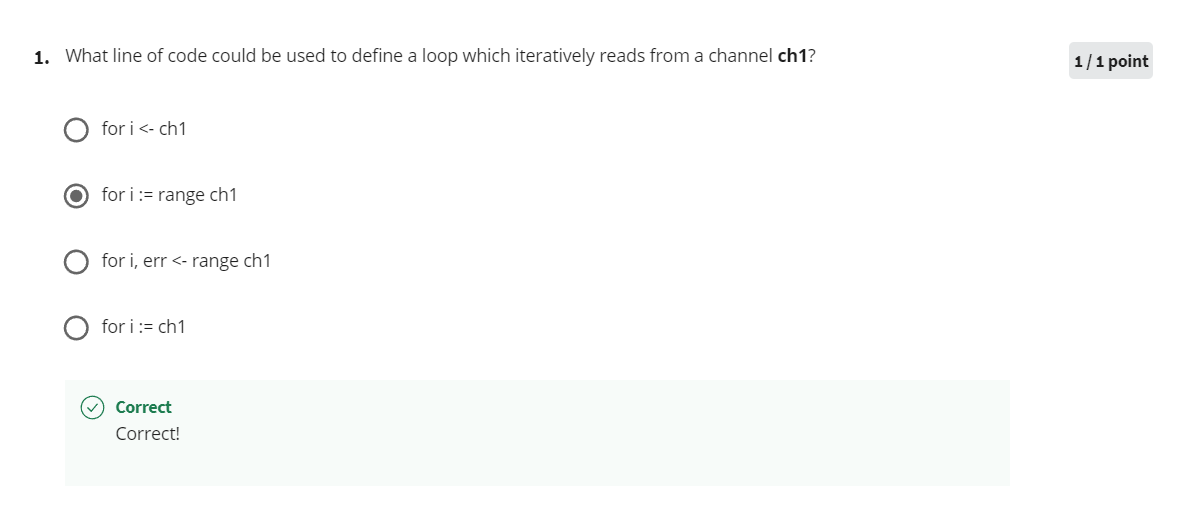 1. What line of code could be used to define a loop which iteratively reads from a channel ch1?
1 / 1 point
for i <- ch1
for i := range ch1
for i, err <- range ch1
for i := ch1
Correct
Correct!